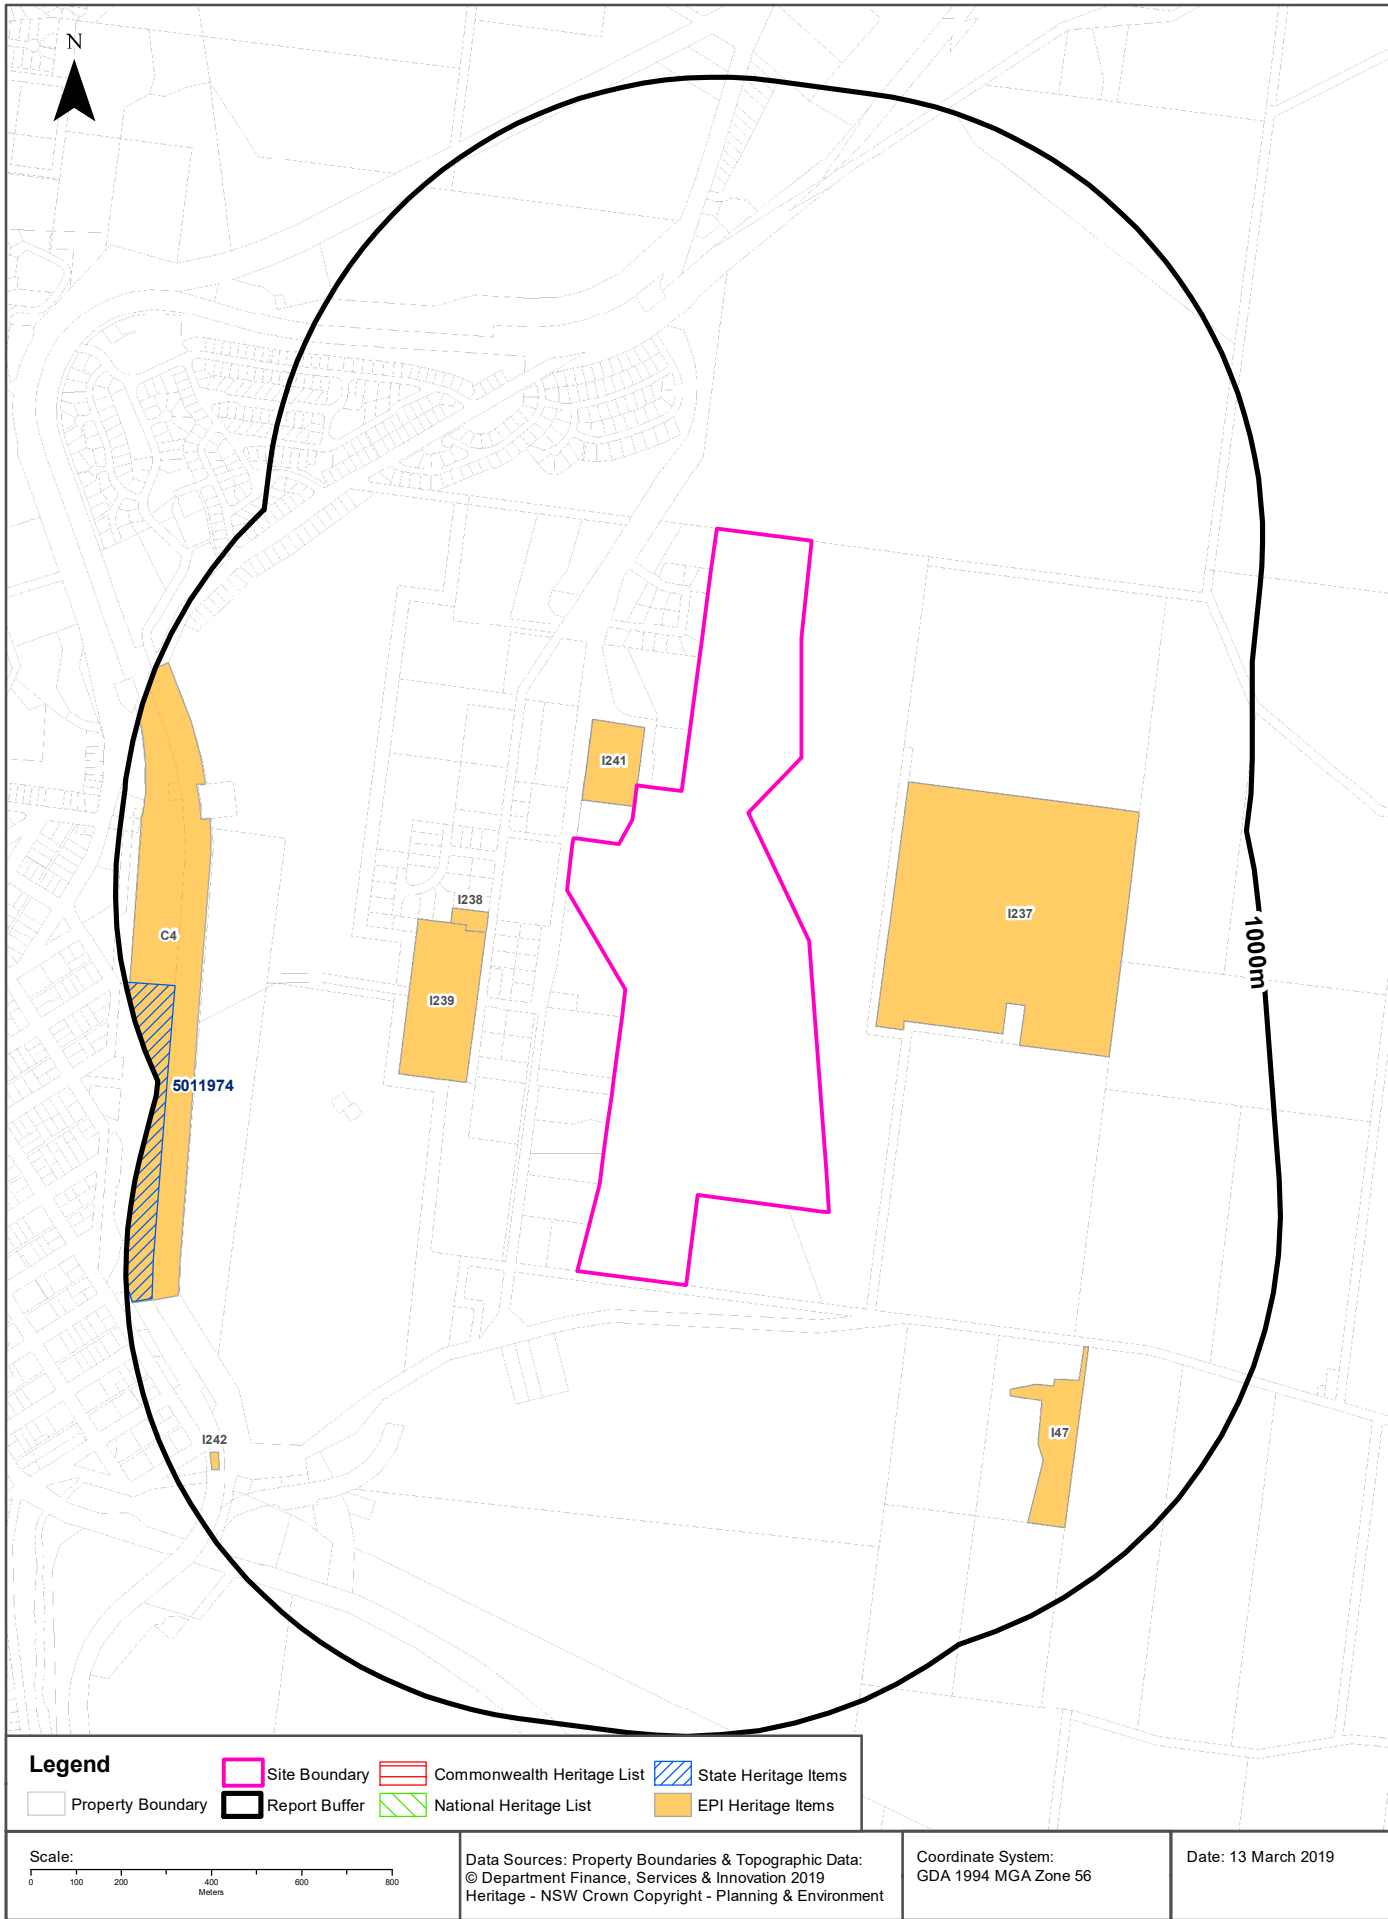 N
I241
I238
I237
C4
1000m
I239
5011974
I47
I242
Legend
Property Boundary
Site Boundary
Report Buffer
Commonwealth Heritage List
National Heritage List
State Heritage Items
EPI Heritage Items
Scale:
0 100 200 400 600 800
Meters
Data Sources: Property Boundaries & Topographic Data:
© Department Finance, Services & Innovation 2019
Heritage - NSW Crown Copyright - Planning & Environment
Coordinate System:
GDA 1994 MGA Zone 56
Date: 13 March 2019